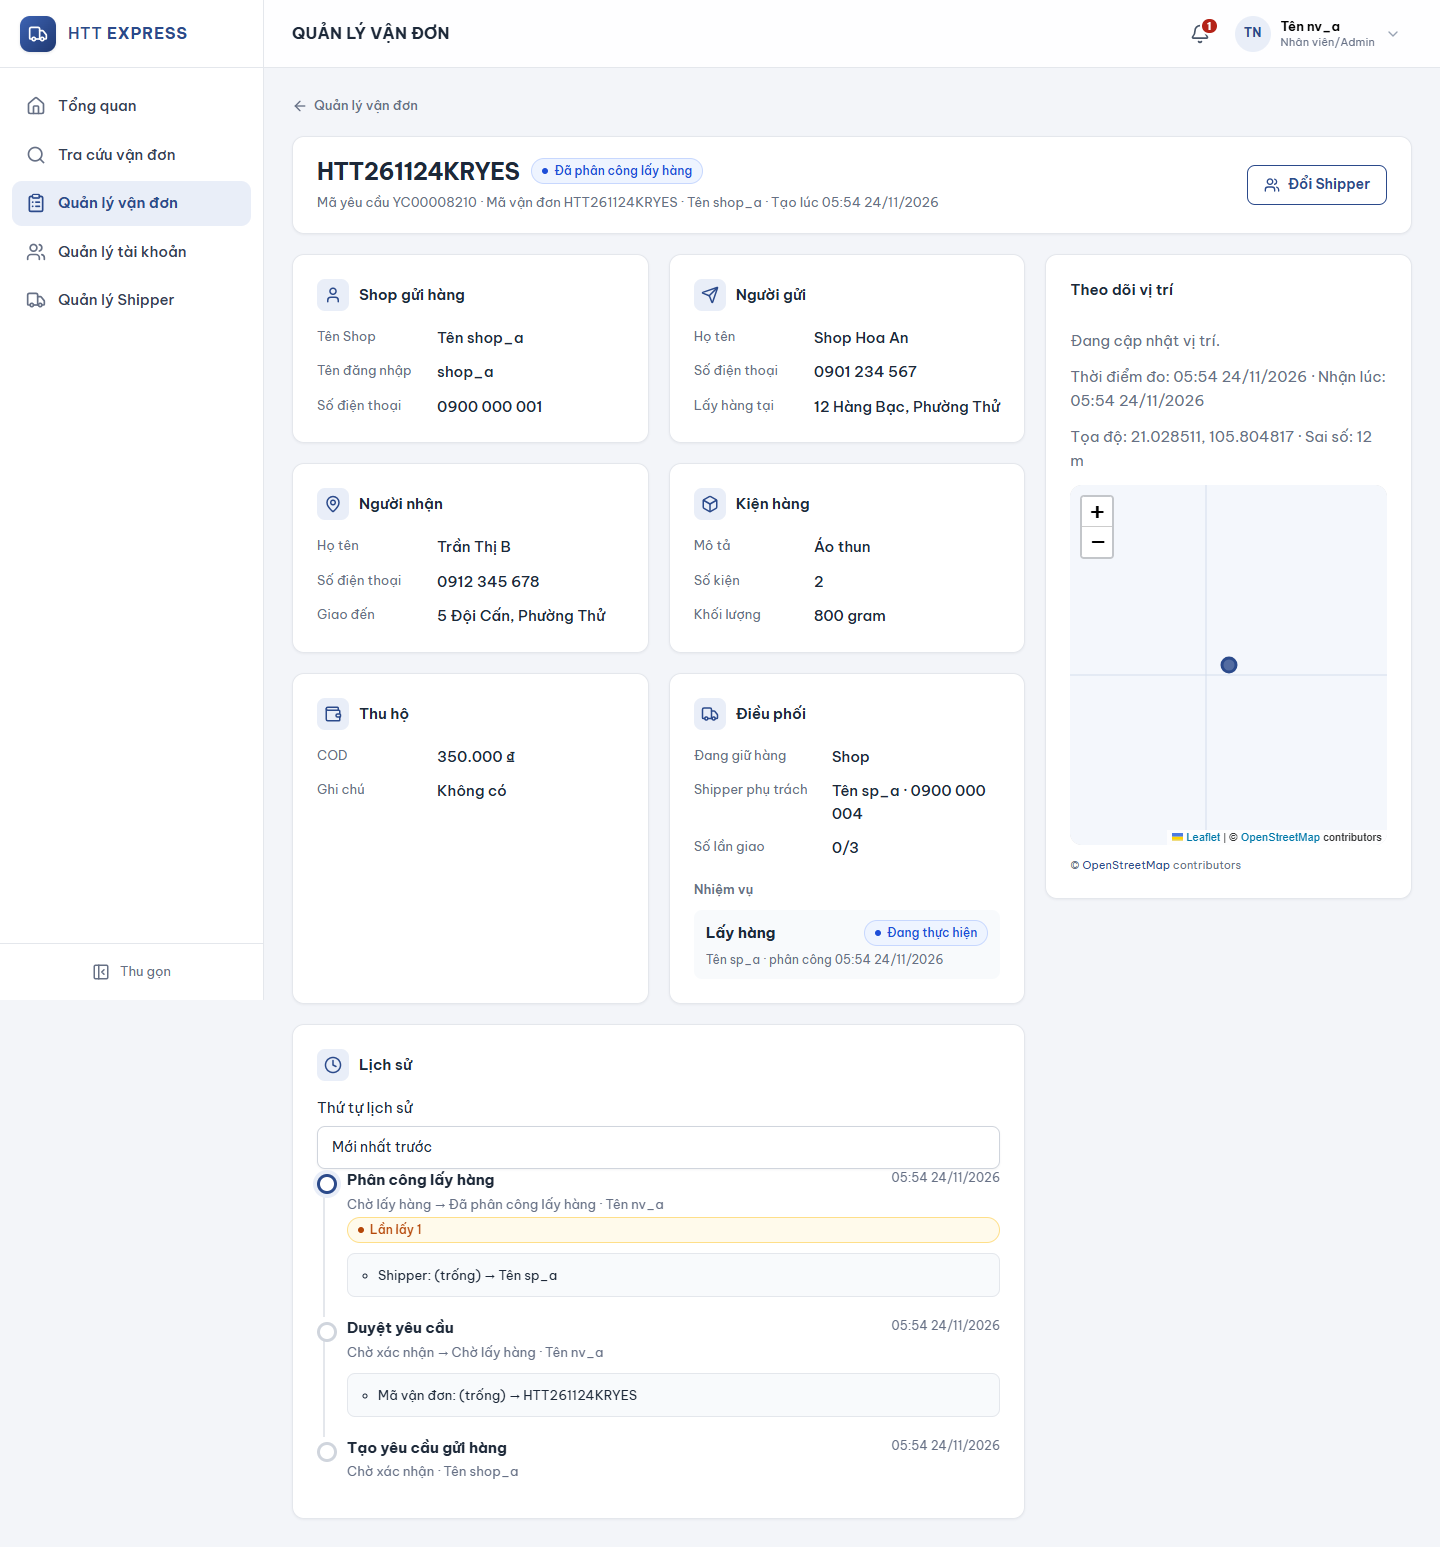 HTT EXPRESS
QUẢN LÝ VẬN ĐƠN
1
TN
Tên nv_a
Nhân viên/Admin
Tổng quan
Tra cứu vận đơn
Quản lý vận đơn
Quản lý tài khoản
Quản lý Shipper
Thu gọn
Quản lý vận đơn
HTT261124KRYES
Đã phân công lấy hàng
Mã yêu cầu YC00008210 · Mã vận đơn HTT261124KRYES · Tên shop_a · Tạo lúc 05:54 24/11/2026
Đổi Shipper
Shop gửi hàng
Tên Shop Tên shop_a
Tên đăng nhập shop_a
Số điện thoại 0900 000 001
Người gửi
Họ tên Shop Hoa An
Số điện thoại 0901 234 567
Lấy hàng tại 12 Hàng Bạc, Phường Thử
Người nhận
Họ tên Trần Thị B
Số điện thoại 0912 345 678
Giao đến 5 Đội Cấn, Phường Thử
Kiện hàng
Mô tả Áo thun
Số kiện 2
Khối lượng 800 gram
Thu hộ
COD 350.000 ₫
Ghi chú Không có
Điều phối
Đang giữ hàng Shop
Shipper phụ trách Tên sp_a · 0900 000
004
Số lần giao 0/3
Nhiệm vụ
Lấy hàng Đang thực hiện
Tên sp_a · phân công 05:54 24/11/2026
Theo dõi vị trí
Đang cập nhật vị trí.
Thời điểm đo: 05:54 24/11/2026 · Nhận lúc:
05:54 24/11/2026
Tọa độ: 21.028511, 105.804817 · Sai số: 12
m
+
−
Leaflet | © OpenStreetMap contributors
© OpenStreetMap contributors
Lịch sử
Thứ tự lịch sử
Mới nhất trước
Phân công lấy hàng 05:54 24/11/2026
Chờ lấy hàng → Đã phân công lấy hàng · Tên nv_a
Lần lấy 1
Shipper: (trống) → Tên sp_a
Duyệt yêu cầu 05:54 24/11/2026
Chờ xác nhận → Chờ lấy hàng · Tên nv_a
Mã vận đơn: (trống) → HTT261124KRYES
Tạo yêu cầu gửi hàng 05:54 24/11/2026
Chờ xác nhận · Tên shop_a